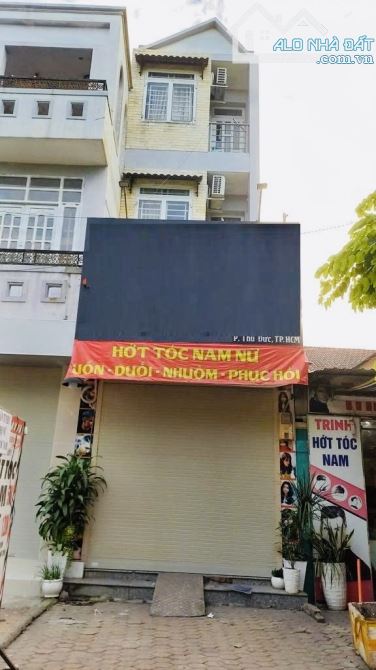 ALO NHÀ ĐẤT
.com.vn
P. Thủ Đức, TP.HCM
HỚT TÓC NAM NỮ
UỐN - DUỖI - NHUỘM - PHỤC HỒI
TRINH
HỚT TÓC
NAM